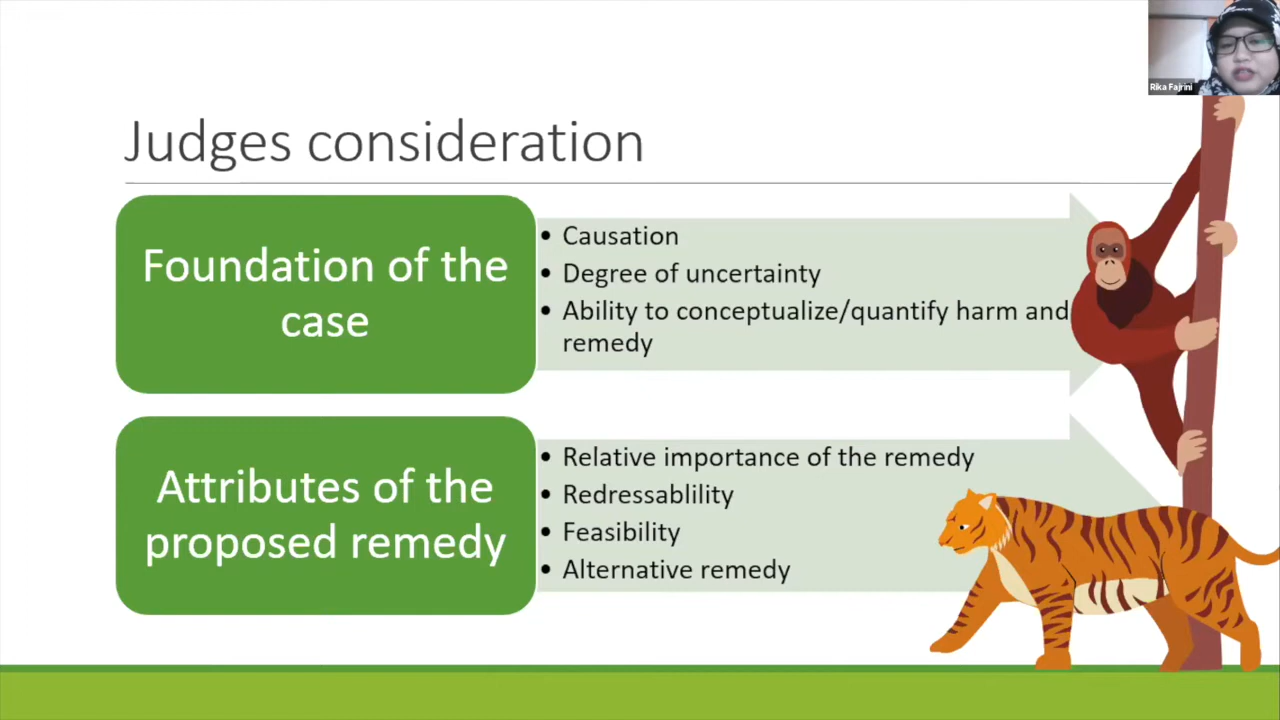 Rika Fajrini
Judges consideration
Foundation of the
case
• Causation
• Degree of uncertainty
• Ability to conceptualize/quantify harm and
remedy
Attributes of the
proposed remedy
• Relative importance of the remedy
• Redressablility
• Feasibility
• Alternative remedy